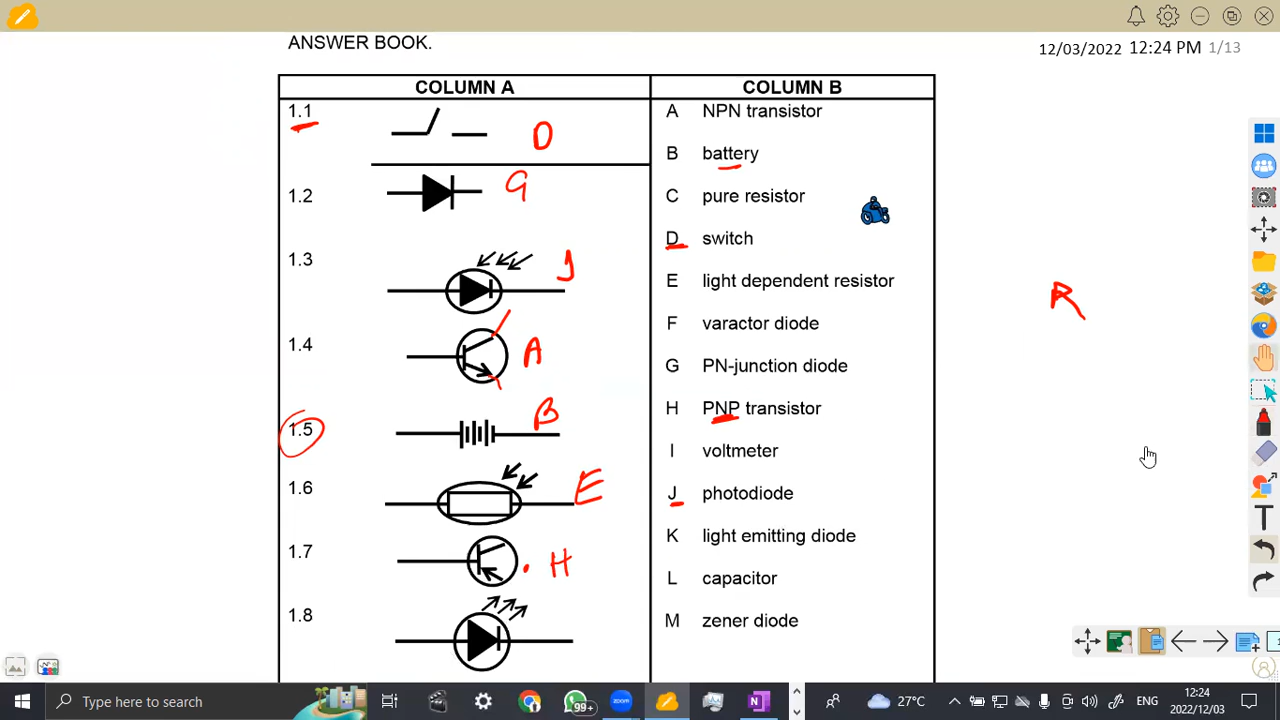 12/03/2022 12:24 PM 1/13
ANSWER BOOK.
COLUMN A COLUMN B
1.1 D
1.2 G
1.3 J
1.4 A
1.5 B
1.6 E
1.7 H
1.8
A NPN transistor
B battery
C pure resistor
D switch
E light dependent resistor
F varactor diode
G PN-junction diode
H PNP transistor
I voltmeter
J photodiode
K light emitting diode
L capacitor
M zener diode
R
T
Type here to search
99+
27°C
ENG
12:24
2022/12/03